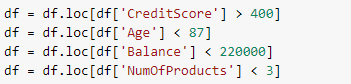 df = df.loc[df['CreditScore'] > 400]
df = df.loc[df['Age'] < 87]
df = df.loc[df['Balance'] < 220000]
df = df.loc[df['NumOfProducts'] < 3]